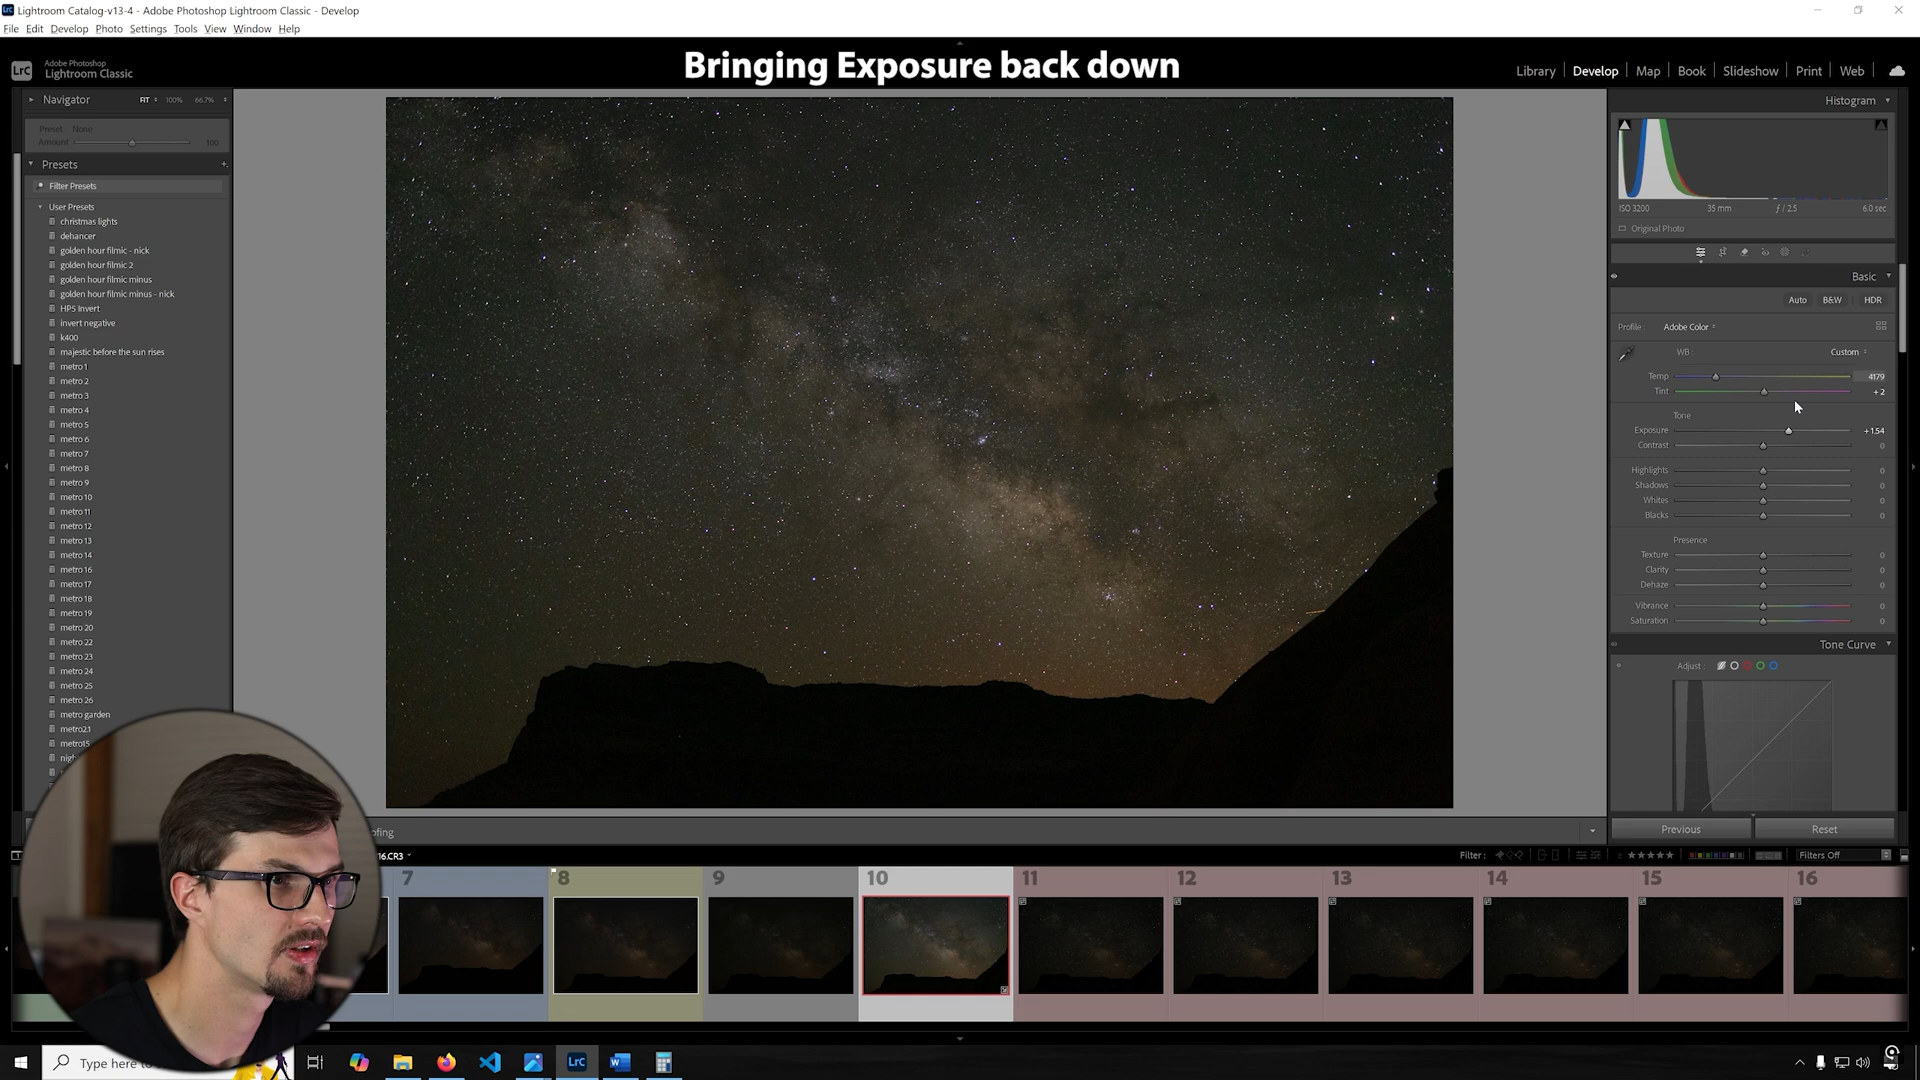 Lightroom Catalog-v13-4 - Adobe Photoshop Lightroom Classic - Develop
File Edit Develop Photo Settings Tools View Window Help
Bringing Exposure back down
LrC
Adobe Photoshop
Lightroom Classic
Library | Develop | Map | Book | Slideshow | Print | Web
Navigator FIT 100% 66.7%
Preset: None
Amount 100
Presets
Filter Presets
User Presets
christmas lights
dehancer
golden hour filmic - nick
golden hour filmic 2
golden hour filmic minus
golden hour filmic minus - nick
HP5 Invert
invert negative
k400
majestic before the sun rises
metro 1
metro 2
metro 3
metro 4
metro 5
metro 6
metro 7
metro 8
metro 9
metro 10
metro 11
metro 12
metro 13
metro 14
metro 16
metro 17
metro 18
metro 19
metro 20
metro 22
metro 23
metro 24
metro 25
metro 26
metro garden
metro21
metro15
Histogram
ISO 3200 35 mm ƒ / 2.5 6.0 sec
Original Photo
Basic
Auto B&W HDR
Profile: Adobe Color
WB: Custom
Temp 4179
Tint + 2
Tone
Exposure +1.54
Contrast 0
Highlights 0
Shadows 0
Whites 0
Blacks 0
Presence
Texture 0
Clarity 0
Dehaze 0
Vibrance 0
Saturation 0
Tone Curve
Adjust :
Previous Reset
ofing
16.CR3
Filter : Filters Off
7 8 9 10 11 12 13 14 15 16
Type here
LrC